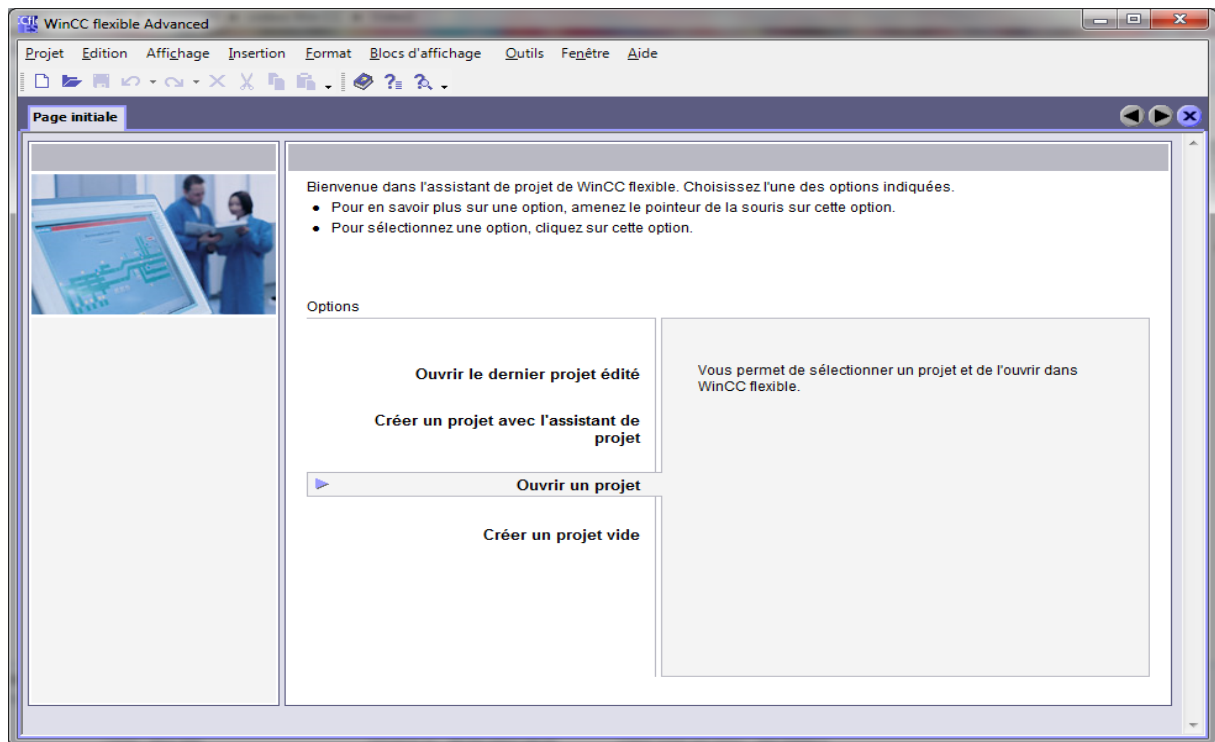 WinCC flexible Advanced
Projet Edition Affichage Insertion Format Blocs d'affichage Outils Fenêtre Aide
Page initiale
Bienvenue dans l'assistant de projet de WinCC flexible. Choisissez l'une des options indiquées.
• Pour en savoir plus sur une option, amenez le pointeur de la souris sur cette option.
• Pour sélectionnez une option, cliquez sur cette option.
Options
Ouvrir le dernier projet édité
Créer un projet avec l'assistant de
projet
Ouvrir un projet
Créer un projet vide
Vous permet de sélectionner un projet et de l'ouvrir dans
WinCC flexible.